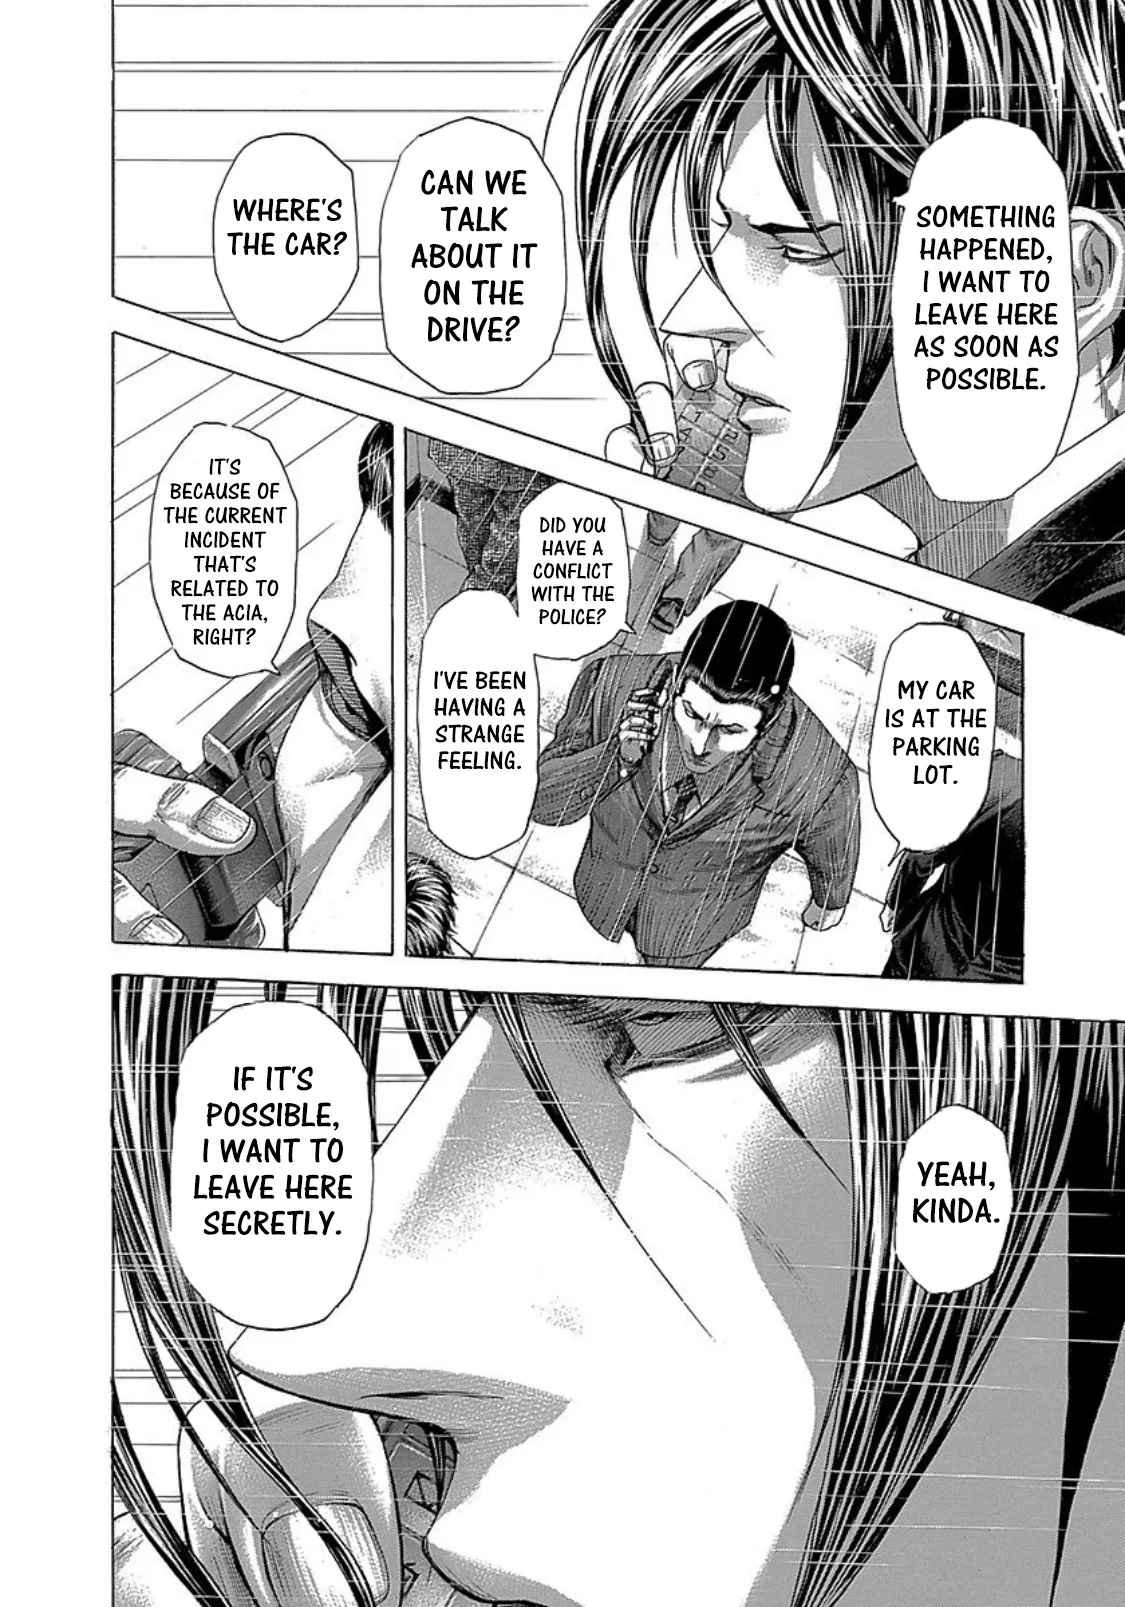 SOMETHING
HAPPENED,
I WANT TO
LEAVE HERE
AS SOON AS
POSSIBLE.
CAN WE
TALK
ABOUT IT
ON THE
DRIVE?
WHERE'S
THE CAR?
MY CAR
IS AT THE
PARKING
LOT.
DID YOU
HAVE A
CONFLICT
WITH THE
POLICE?
I'VE BEEN
HAVING A
STRANGE
FEELING.
IT'S
BECAUSE OF
THE CURRENT
INCIDENT
THAT'S
RELATED TO
THE ACIA,
RIGHT?
YEAH,
KINDA.
IF IT'S
POSSIBLE,
I WANT TO
LEAVE HERE
SECRETLY.